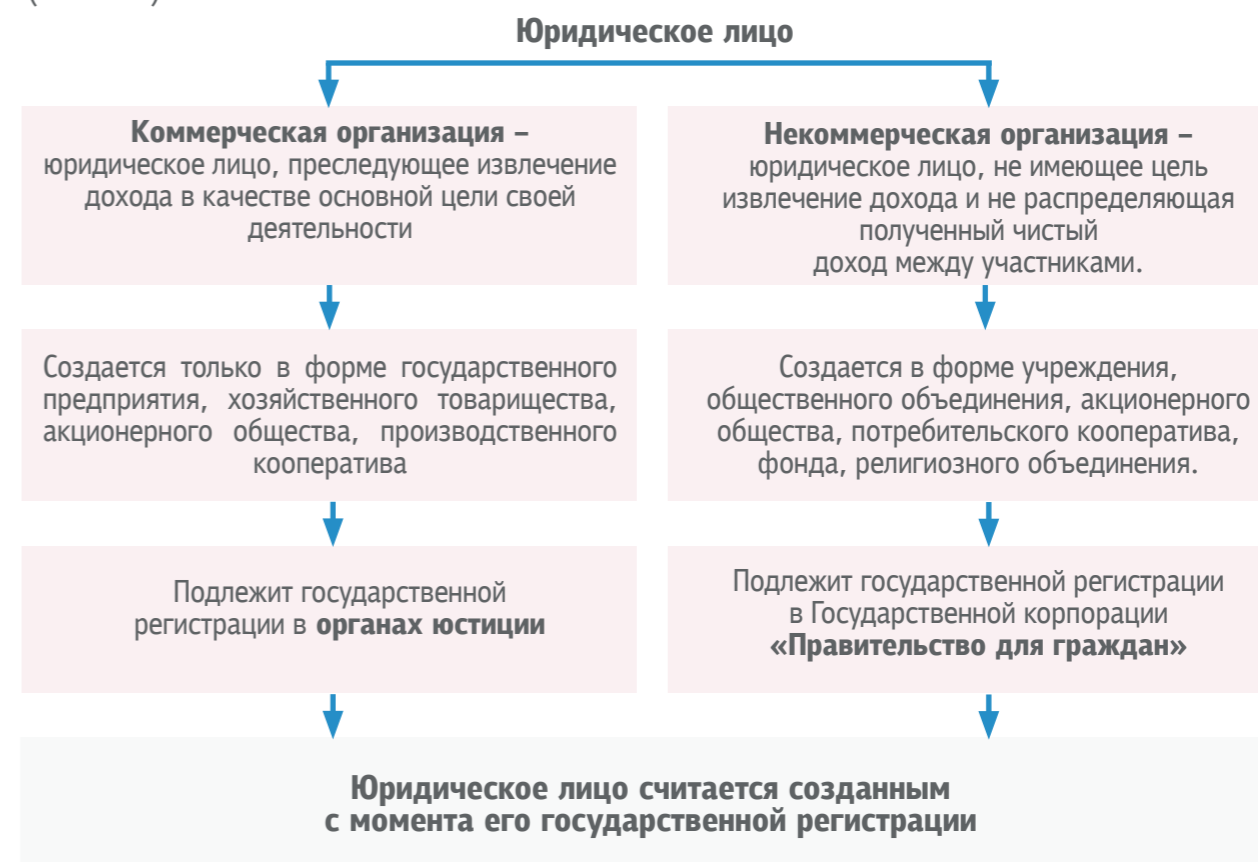 Юридическое лицо
Коммерческая организация –
юридическое лицо, преследующее извлечение
дохода в качестве основной цели своей
деятельности
Некоммерческая организация –
юридическое лицо, не имеющее цель
извлечение дохода и не распределяющая
полученный чистый
доход между участниками.
Создается только в форме государственного
предприятия, хозяйственного товарищества,
акционерного общества, производственного
кооператива
Создается в форме учреждения,
общественного объединения, акционерного
общества, потребительского кооператива,
фонда, религиозного объединения.
Подлежит государственной
регистрации в органах юстиции
Подлежит государственной регистрации
в Государственной корпорации
«Правительство для граждан»
Юридическое лицо считается созданным
с момента его государственной регистрации